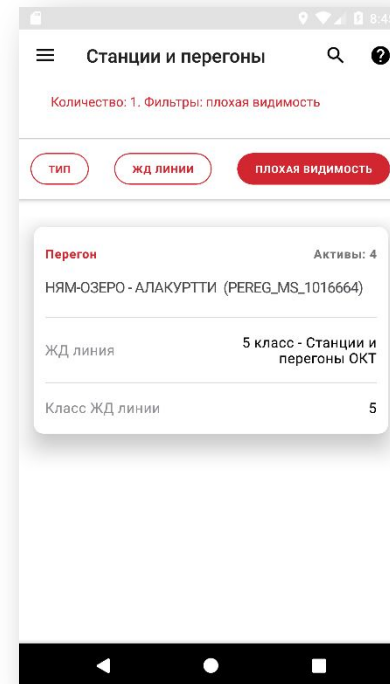 Станции и перегоны
Количество: 1. Фильтры: плохая видимость
ТИП
ЖД ЛИНИИ
ПЛОХАЯ ВИДИМОСТЬ
Перегон
Активы: 4
НЯМ-ОЗЕРО - АЛАКУРТТИ (PEREG_MS_1016664)
ЖД линия
5 класс - Станции и
перегоны ОКТ
Класс ЖД линии
5